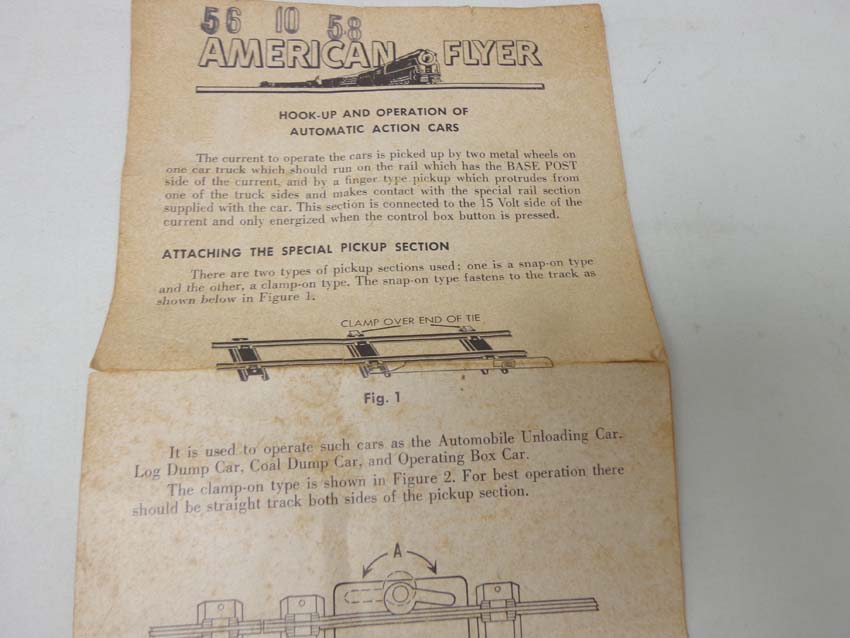 56 10 58
AMERICAN FLYER
HOOK-UP AND OPERATION OF
AUTOMATIC ACTION CARS
The current to operate the cars is picked up by two metal wheels on
one car truck which should run on the rail which has the BASE POST
side of the current, and by a finger type pickup which protrudes from
one of the truck sides and makes contact with the special rail section
supplied with the car. This section is connected to the 15 Volt side of the
current and only energized when the control box button is pressed.
ATTACHING THE SPECIAL PICKUP SECTION
There are two types of pickup sections used; one is a snap-on type
and the other, a clamp-on type. The snap-on type fastens to the track as
shown below in Figure 1.
CLAMP OVER END OF TIE
Fig. 1
It is used to operate such cars as the Automobile Unloading Car.
Log Dump Car, Coal Dump Car, and Operating Box Car.
The clamp-on type is shown in Figure 2. For best operation there
should be straight track both sides of the pickup section.
A